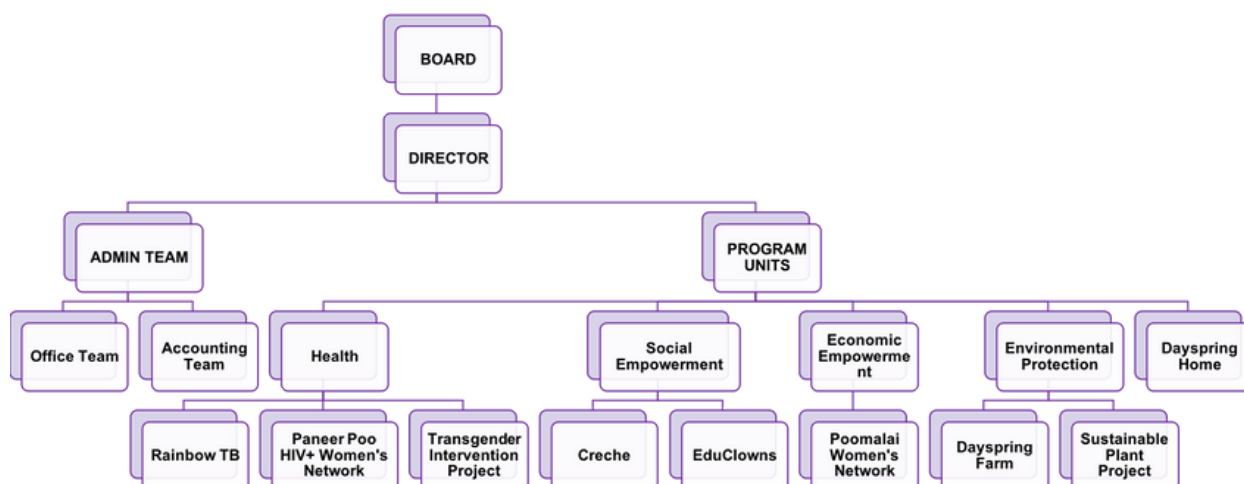 BOARD
DIRECTOR
ADMIN TEAM
PROGRAM
UNITS
Office Team
Accounting
Team
Health
Social
Empowerment
Economic
Empowerme
nt
Environmental
Protection
Dayspring
Home
Rainbow TB
Paneer Poo
HIV+ Women's
Network
Transgender
Intervention
Project
Creche
EduClowns
Poomalai
Women's
Network
Dayspring
Farm
Sustainable
Plant
Project